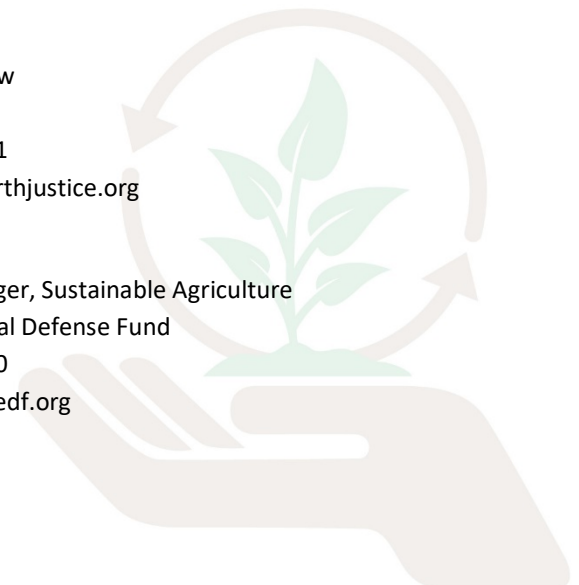 w
1
rthjustice.org
ger, Sustainable Agriculture
al Defense Fund
0
edf.org